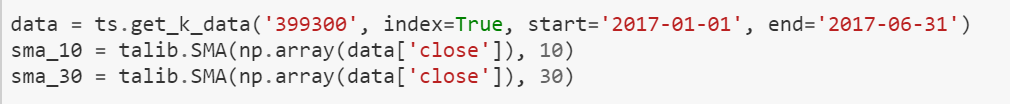 data = ts.get_k_data('399300', index=True, start='2017-01-01', end='2017-06-31')
sma_10 = talib.SMA(np.array(data['close']), 10)
sma_30 = talib.SMA(np.array(data['close']), 30)